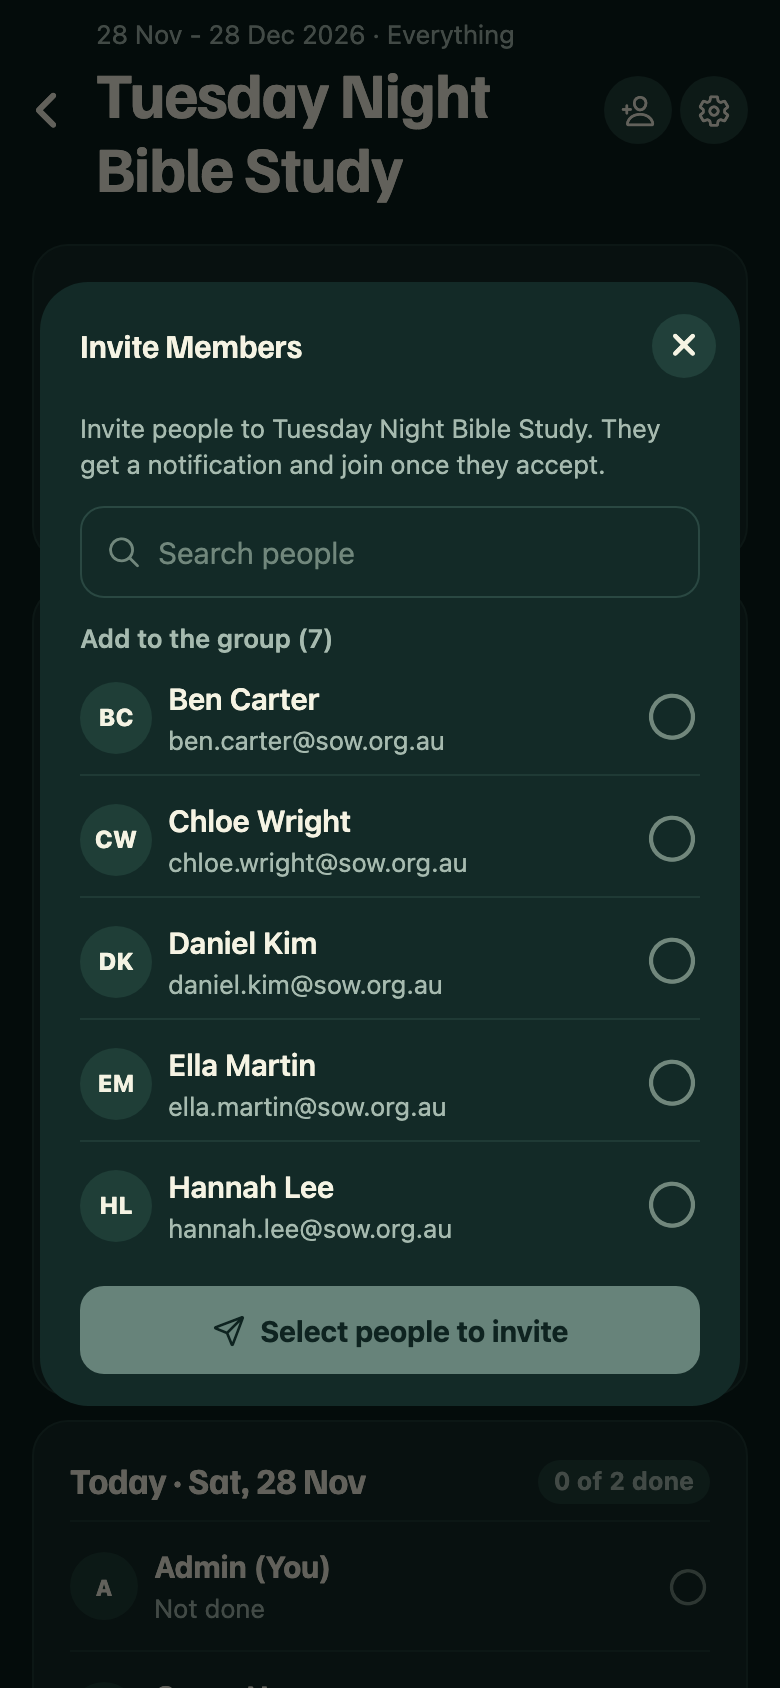 28 Nov - 28 Dec 2026 · Everything
Tuesday Night
Bible Study
Invite Members
Invite people to Tuesday Night Bible Study. They
get a notification and join once they accept.
Search people
Add to the group (7)
BC
Ben Carter
ben.carter@sow.org.au
CW
Chloe Wright
chloe.wright@sow.org.au
DK
Daniel Kim
daniel.kim@sow.org.au
EM
Ella Martin
ella.martin@sow.org.au
HL
Hannah Lee
hannah.lee@sow.org.au
Select people to invite
Today · Sat, 28 Nov
0 of 2 done
A
Admin (You)
Not done